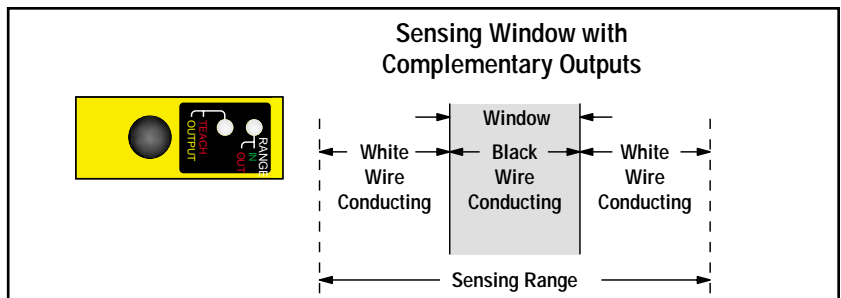 Sensing Window with
Complementary Outputs
TEACH
OUTPUT
RANGE
IN
OUT
Window
White Black White
Wire Wire Wire
Conducting Conducting Conducting
Sensing Range